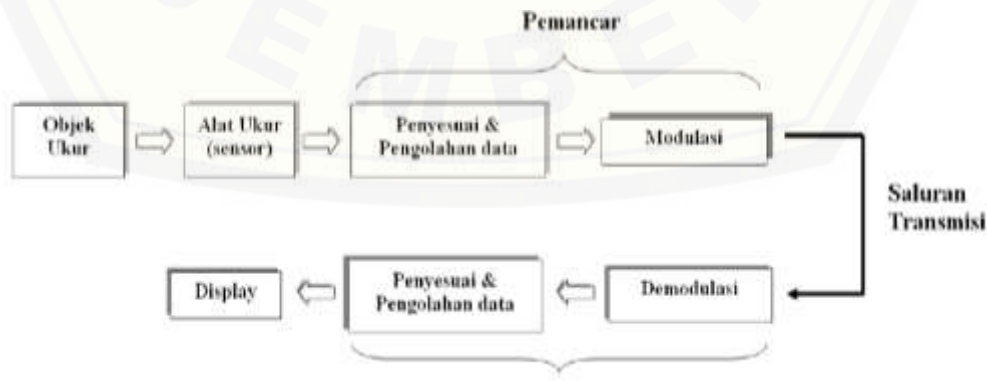 Pemancar
Objek
Ukur
Alat Ukur
(sensor)
Penyesuai &
Pengolahan data
Modulasi
Saluran
Transmisi
Display
Penyesuai &
Pengolahan data
Demodulasi